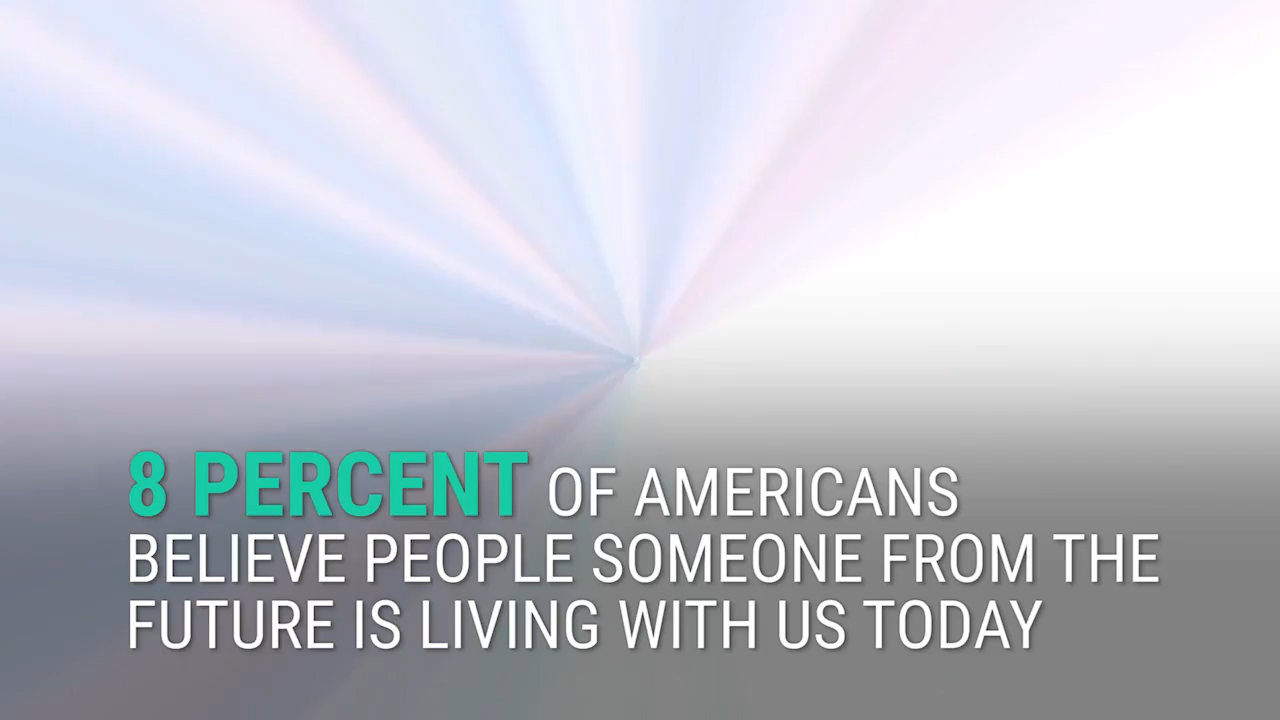 8 PERCENT OF AMERICANS
BELIEVE PEOPLE SOMEONE FROM THE
FUTURE IS LIVING WITH US TODAY